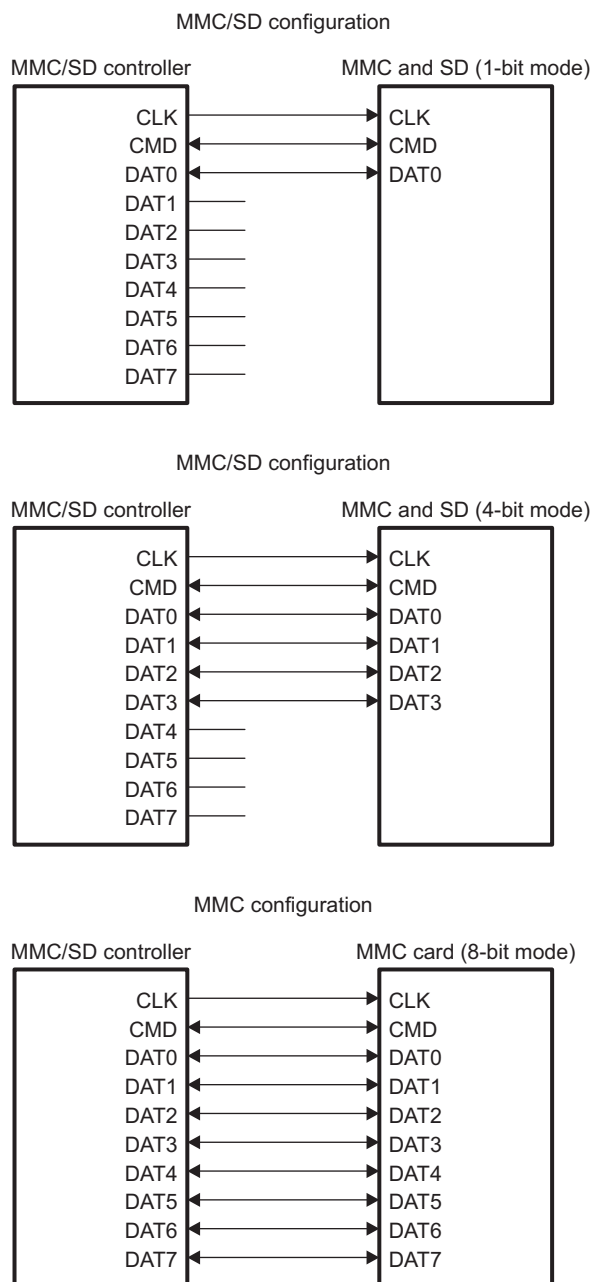 MMC/SD configuration
MMC/SD controller MMC and SD (1-bit mode)
CLK CLK
CMD CMD
DAT0 DAT0
DAT1
DAT2
DAT3
DAT4
DAT5
DAT6
DAT7
MMC/SD configuration
MMC/SD controller MMC and SD (4-bit mode)
CLK CLK
CMD CMD
DAT0 DAT0
DAT1 DAT1
DAT2 DAT2
DAT3 DAT3
DAT4
DAT5
DAT6
DAT7
MMC configuration
MMC/SD controller MMC card (8-bit mode)
CLK CLK
CMD CMD
DAT0 DAT0
DAT1 DAT1
DAT2 DAT2
DAT3 DAT3
DAT4 DAT4
DAT5 DAT5
DAT6 DAT6
DAT7 DAT7